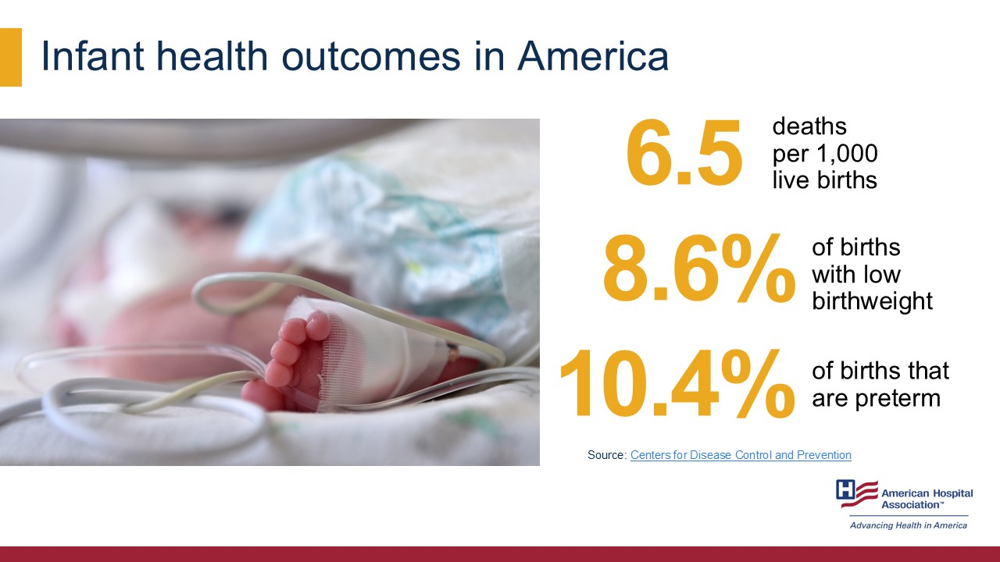 Infant health outcomes in America
6.5
deaths
per 1,000
live births
8.6%
of births
with low
birthweight
10.4%
of births that
are preterm
Source: Centers for Disease Control and Prevention
H
American Hospital
Association™
Advancing Health in America